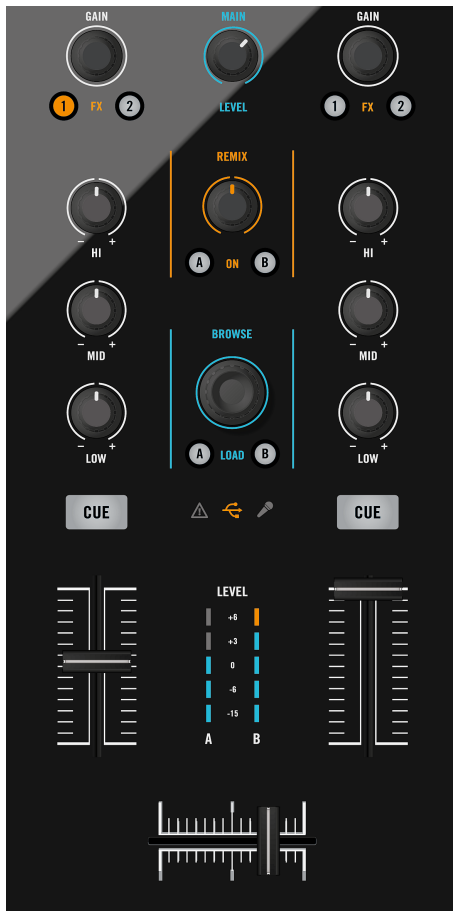 GAIN MAIN GAIN
1 FX 2 LEVEL 1 FX 2
REMIX
A ON B
HI HI
- + - +
BROWSE
MID MID
- + - +
A LOAD B
LOW LOW
- + - +
CUE CUE
LEVEL
+6
+3
0
-6
-15
A B